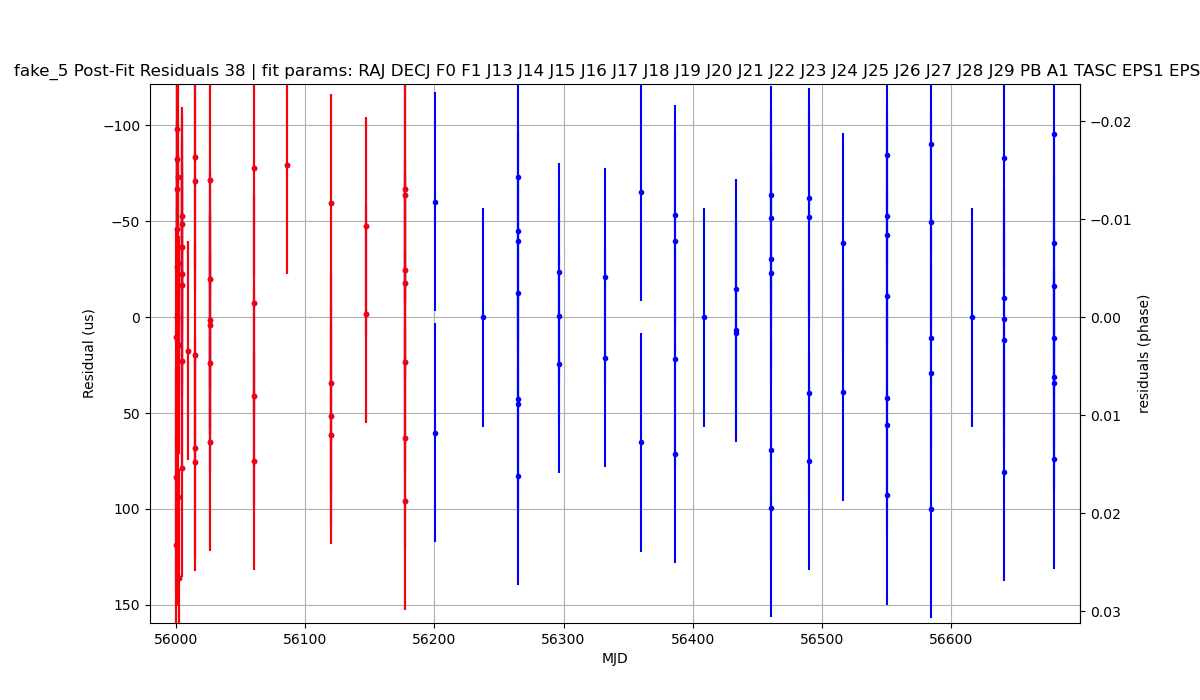 fake_5 Post-Fit Residuals 38 | fit params: RAJ DECJ F0 F1 J13 J14 J15 J16 J17 J18 J19 J20 J21 J22 J23 J24 J25 J26 J27 J28 J29 PB A1 TASC EPS1 EPS
−100
−50
0
50
100
150
Residual (us)
−0.02
−0.01
0.00
0.01
0.02
0.03
residuals (phase)
56000 56100 56200 56300 56400 56500 56600
MJD